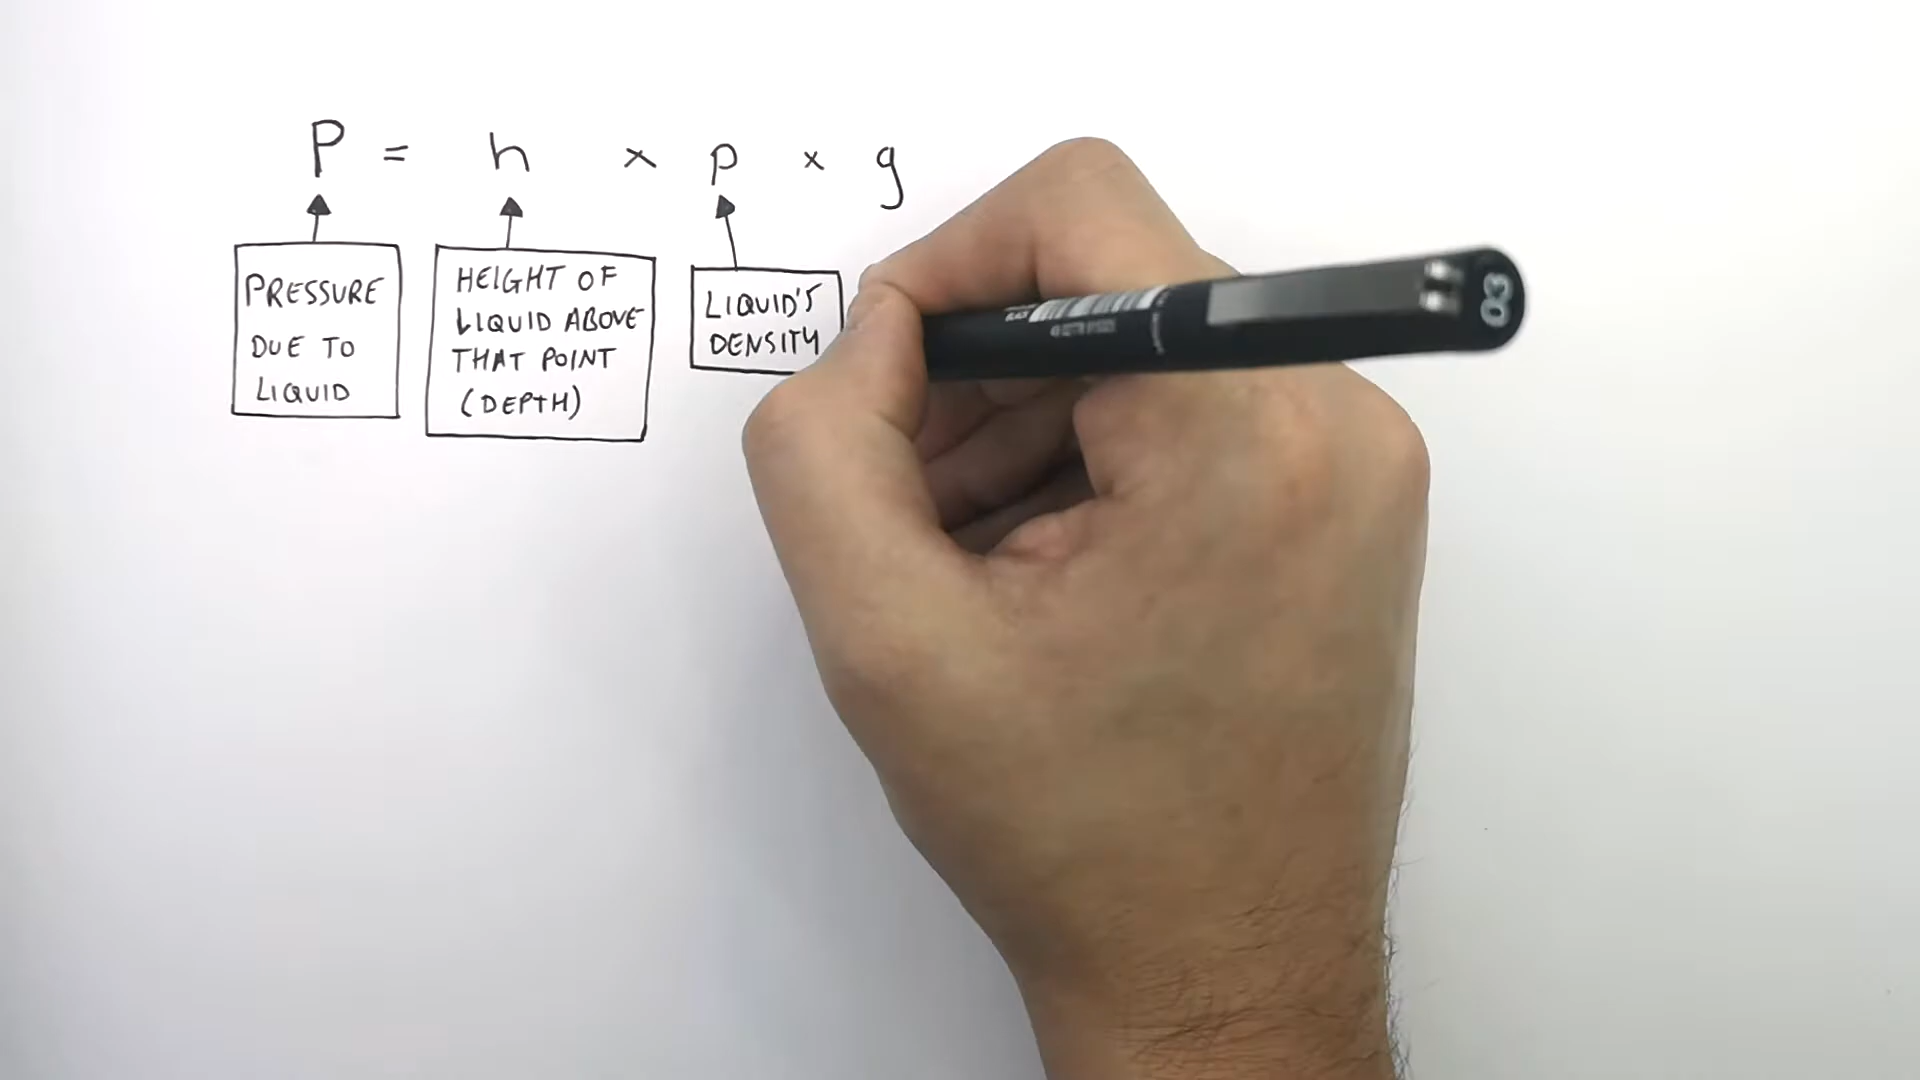 P = h × ρ × g
PRESSURE
DUE TO
LIQUID
HEIGHT OF
LIQUID ABOVE
THAT POINT
(DEPTH)
LIQUID'S
DENSITY
03